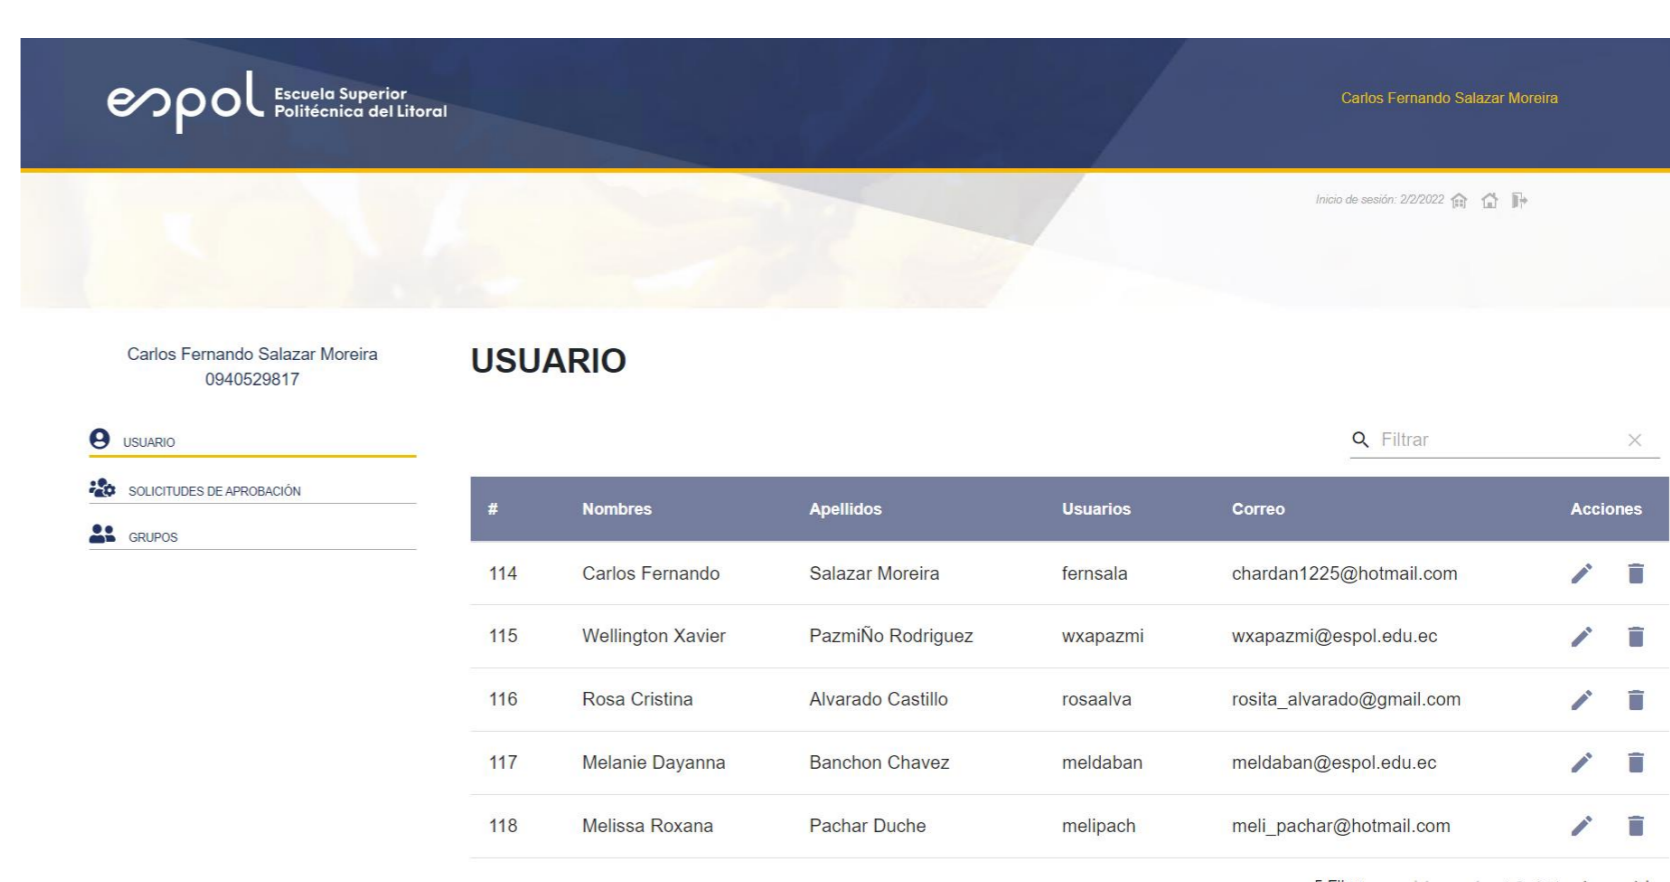 espol Escuela Superior
Politécnica del Litoral
Carlos Fernando Salazar Moreira
Inicio de sesión: 2/2/2022
Carlos Fernando Salazar Moreira
0940529817
USUARIO
SOLICITUDES DE APROBACIÓN
GRUPOS
USUARIO
Filtrar
# Nombres Apellidos Usuarios Correo Acciones
114 Carlos Fernando Salazar Moreira fernsala chardan1225@hotmail.com
115 Wellington Xavier PazmiÑo Rodriguez wxapazmi wxapazmi@espol.edu.ec
116 Rosa Cristina Alvarado Castillo rosaalva rosita_alvarado@gmail.com
117 Melanie Dayanna Banchon Chavez meldaban meldaban@espol.edu.ec
118 Melissa Roxana Pachar Duche melipach meli_pachar@hotmail.com